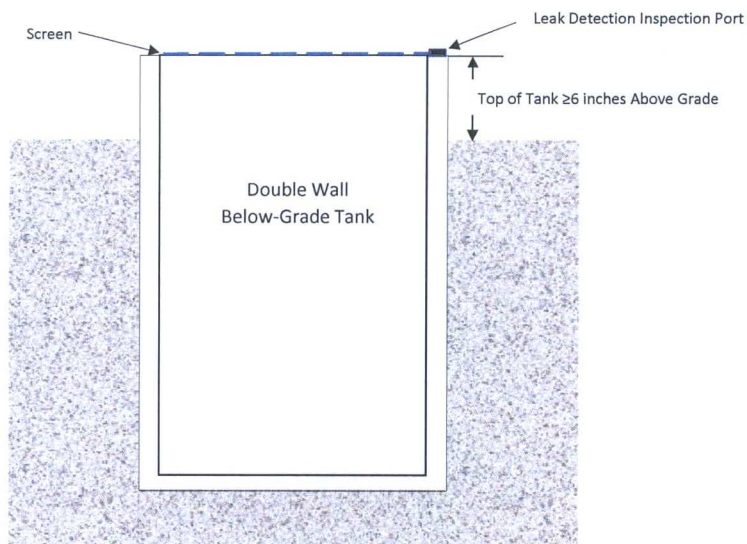 Leak Detection Inspection Port
Screen
Top of Tank ≥6 inches Above Grade
Double Wall
Below-Grade Tank